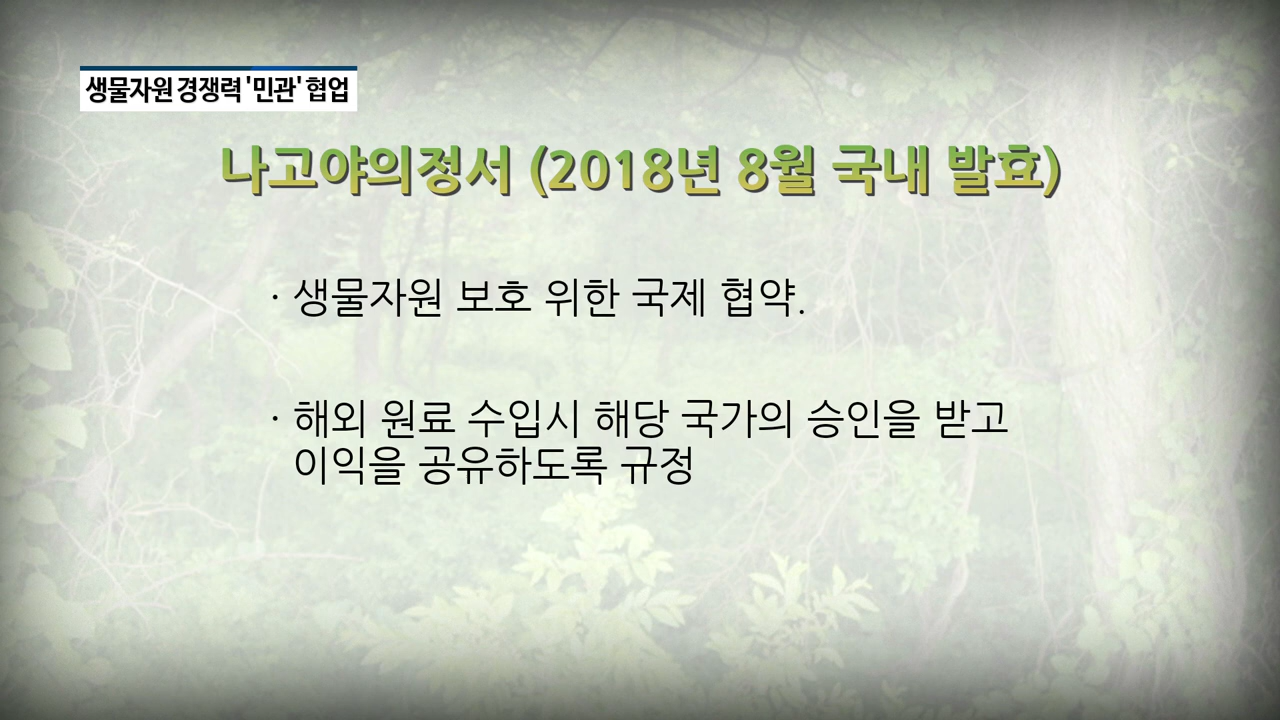 생물자원 경쟁력 '민관' 협업
나고야의정서 (2018년 8월 국내 발효)
· 생물자원 보호 위한 국제 협약.
· 해외 원료 수입시 해당 국가의 승인을 받고
이익을 공유하도록 규정